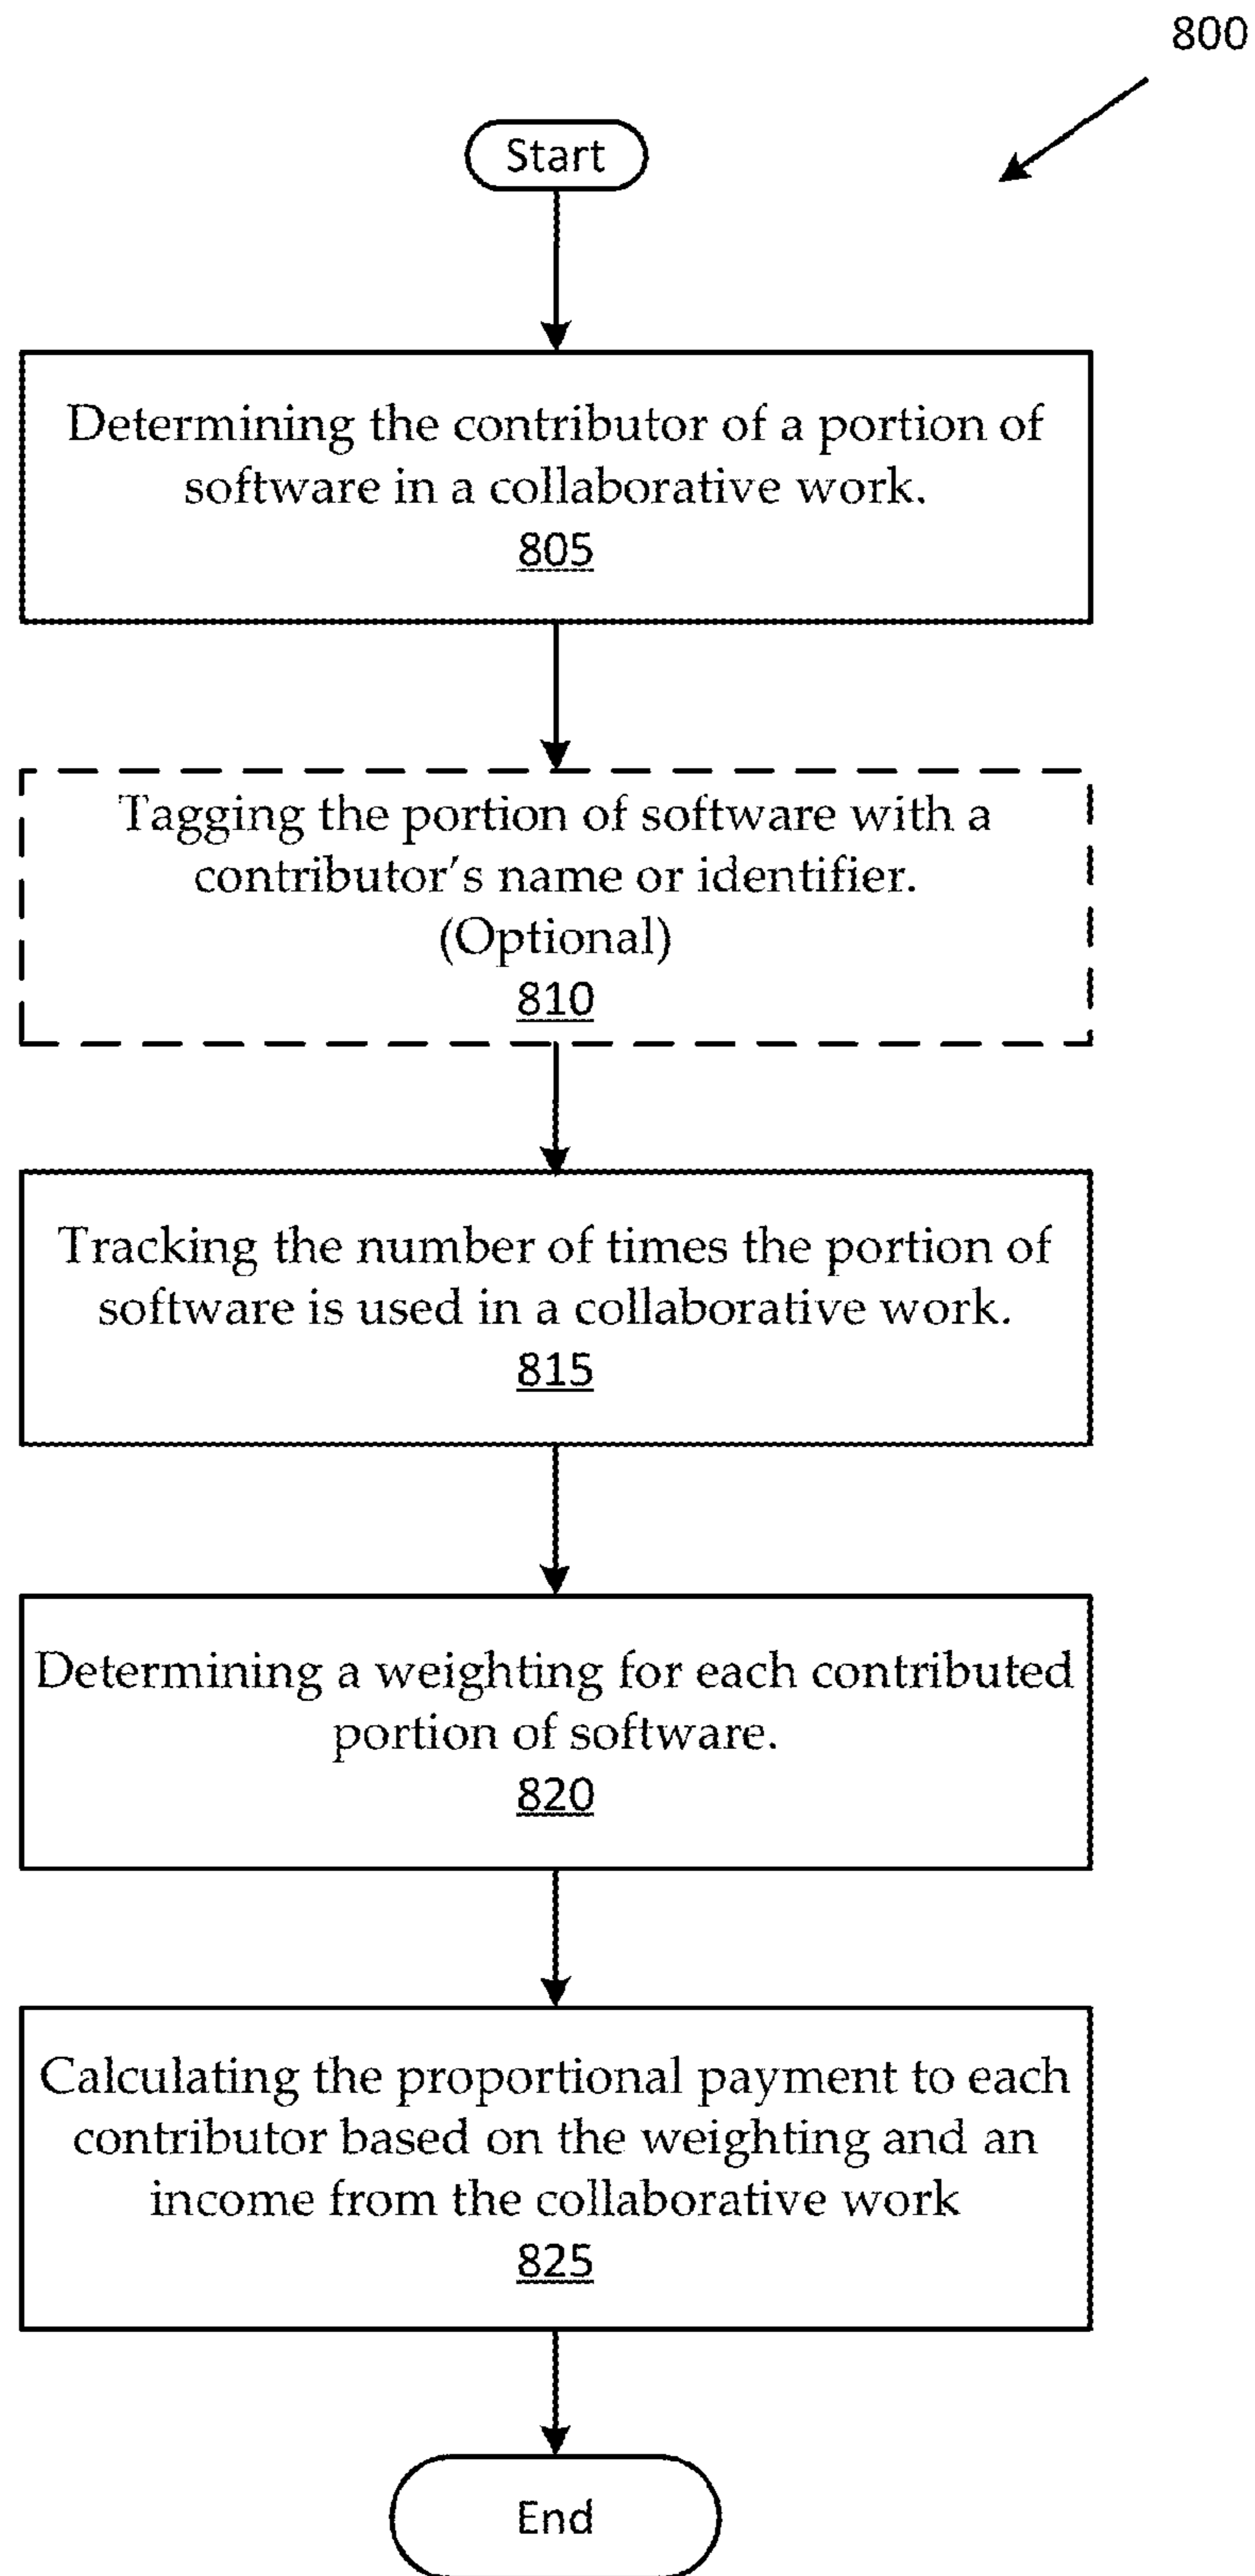 800
Start
Determining the contributor of a portion of
software in a collaborative work.
805
Tagging the portion of software with a
contributor's name or identifier.
(Optional)
810
Tracking the number of times the portion of
software is used in a collaborative work.
815
Determining a weighting for each contributed
portion of software.
820
Calculating the proportional payment to each
contributor based on the weighting and an
income from the collaborative work
825
End